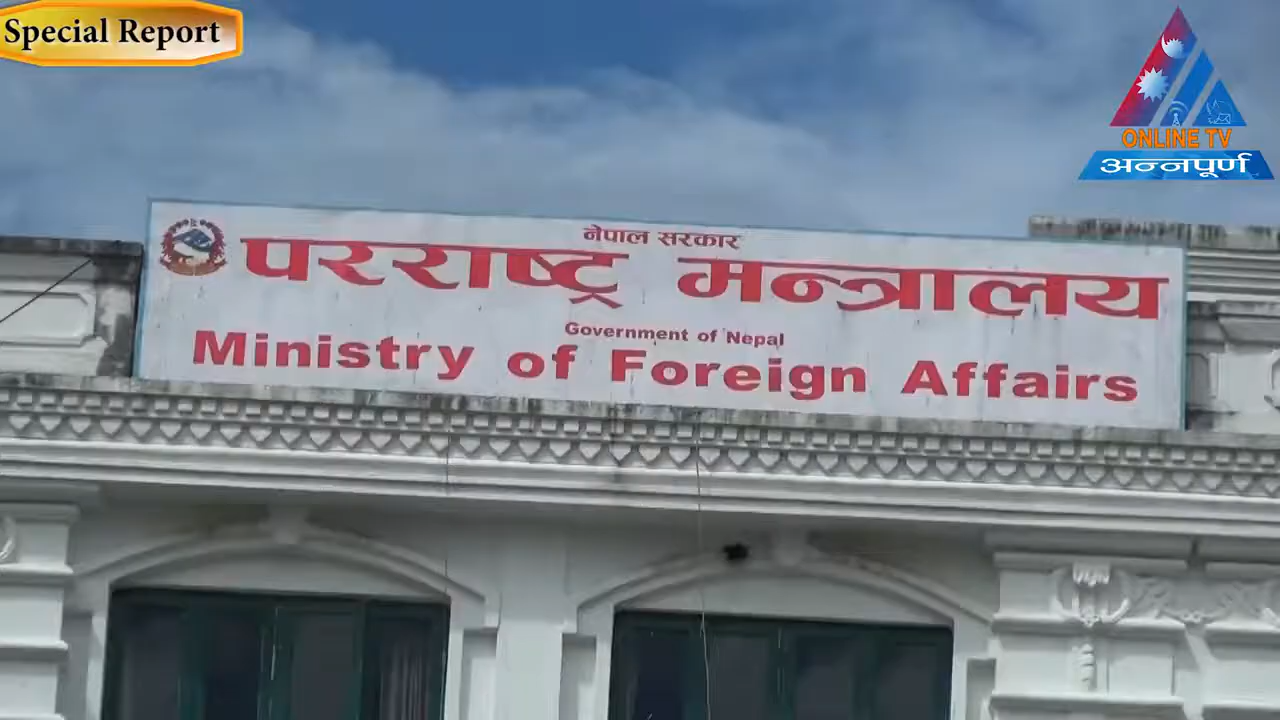 Special Report
ONLINE TV
अन्नपूर्ण
नेपाल सरकार
परराष्ट्र मन्त्रालय
Government of Nepal
Ministry of Foreign Affairs